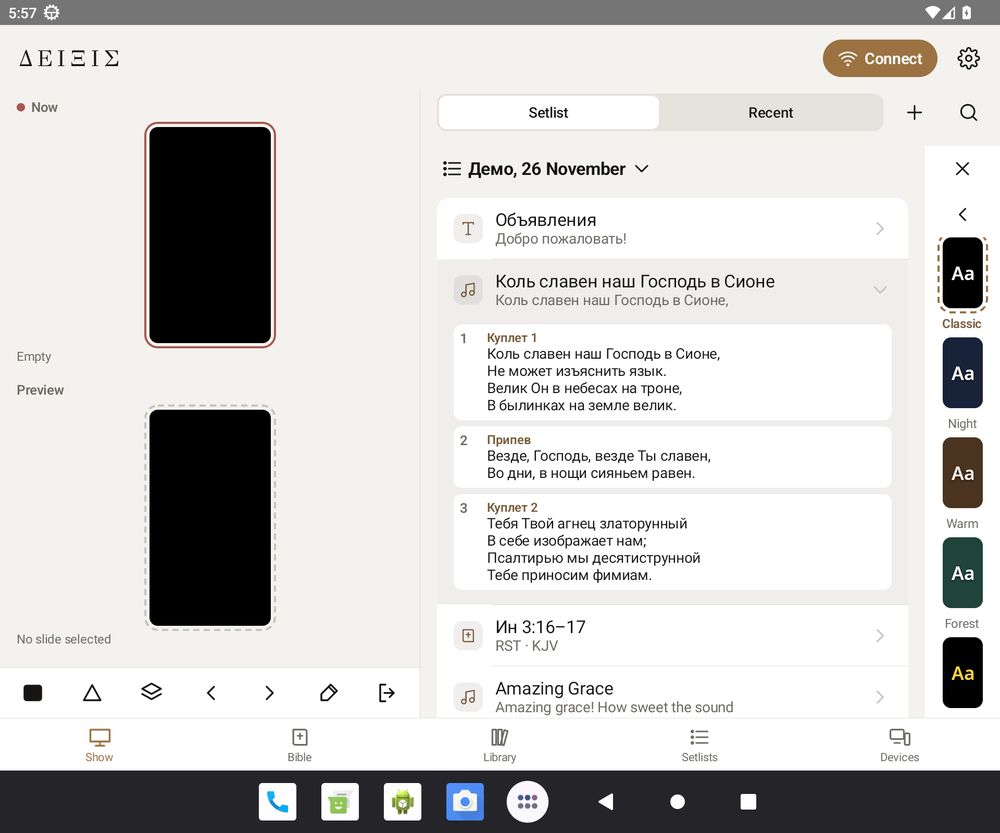 5:57
ΔΕΙΞΙΣ
Connect
Now
Empty
Preview
No slide selected
Setlist
Recent
Демо, 26 November
Объявления
Добро пожаловать!
Коль славен наш Господь в Сионе
Коль славен наш Господь в Сионе,
1
Куплет 1
Коль славен наш Господь в Сионе,
Не может изъяснить язык.
Велик Он в небесах на троне,
В былинках на земле велик.
2
Припев
Везде, Господь, везде Ты славен,
Во дни, в нощи сияньем равен.
3
Куплет 2
Тебя Твой агнец златорунный
В себе изображает нам;
Псалтирью мы десятиструнной
Тебе приносим фимиам.
Ин 3:16–17
RST · KJV
Amazing Grace
Amazing grace! How sweet the sound
Aa
Classic
Aa
Night
Aa
Warm
Aa
Forest
Aa
Show
Bible
Library
Setlists
Devices